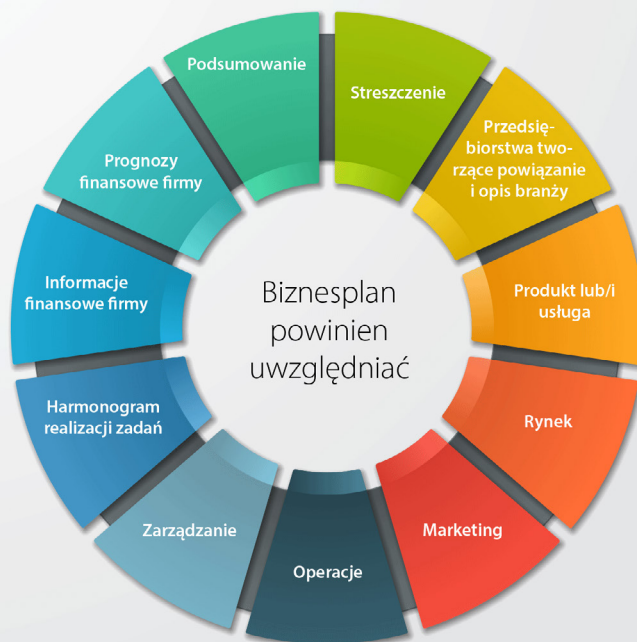 Biznesplan
powinien
uwzględniać
Streszczenie
Przedsię-
biorstwa two-
rzące powiązanie
i opis branży
Produkt lub/i
usługa
Rynek
Marketing
Operacje
Zarządzanie
Harmonogram
realizacji zadań
Informacje
finansowe firmy
Prognozy
finansowe firmy
Podsumowanie